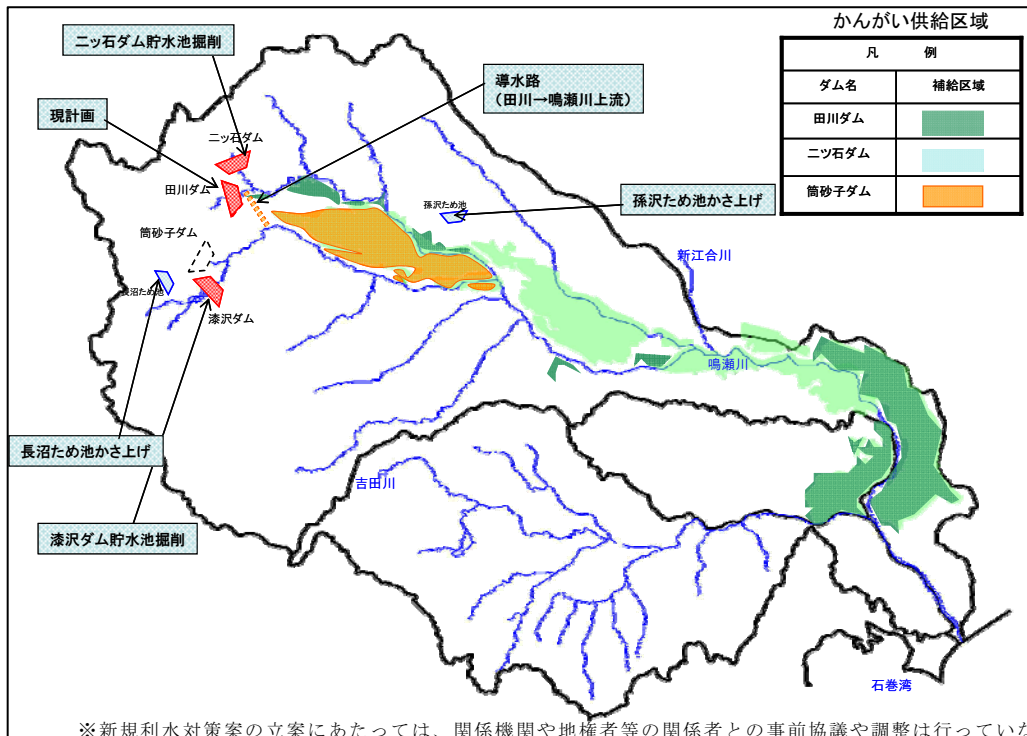 かんがい供給区域
凡 例
ダム名 補給区域
田川ダム
二ツ石ダム
筒砂子ダム
二ッ石ダム貯水池掘削
導水路
（田川→鳴瀬川上流）
現計画
二ッ石ダム
田川ダム
孫沢ため池
孫沢ため池かさ上げ
筒砂子ダム
新江合川
長沼ため池
漆沢ダム
鳴瀬川
長沼ため池かさ上げ
吉田川
漆沢ダム貯水池掘削
石巻湾
※新規利水対策案の立案にあたっては、関係機関や地権者等の関係者との事前協議や調整は行っていな